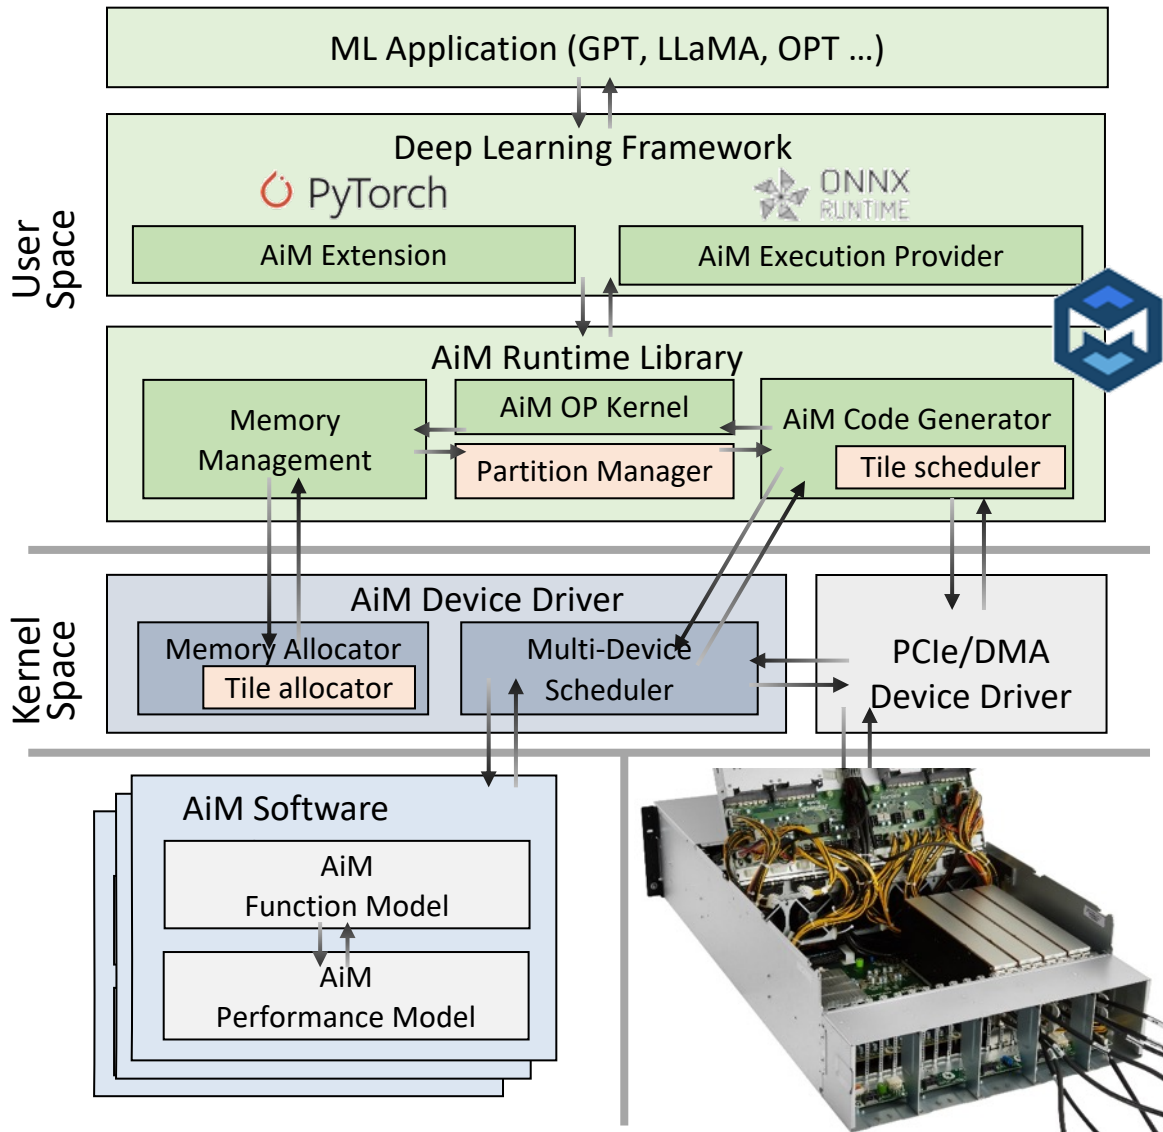 ML Application (GPT, LLaMA, OPT ...)
Deep Learning Framework
PyTorch
ONNX
RUNTIME
AiM Extension
AiM Execution Provider
User
Space
AiM Runtime Library
Memory
Management
AiM OP Kernel
Partition Manager
AiM Code Generator
Tile scheduler
Kernel
Space
AiM Device Driver
Memory Allocator
Tile allocator
Multi-Device
Scheduler
PCIe/DMA
Device Driver
AiM Software
AiM
Function Model
AiM
Performance Model